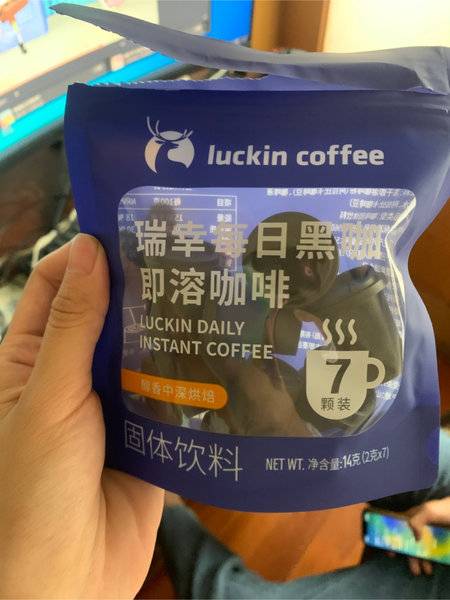 luckin coffee
瑞幸每日黑咖
即溶咖啡
LUCKIN DAILY
INSTANT COFFEE
7
颗装
醇香中深烘焙
固体饮料
NET WT. 净含量:14克(2克x7)